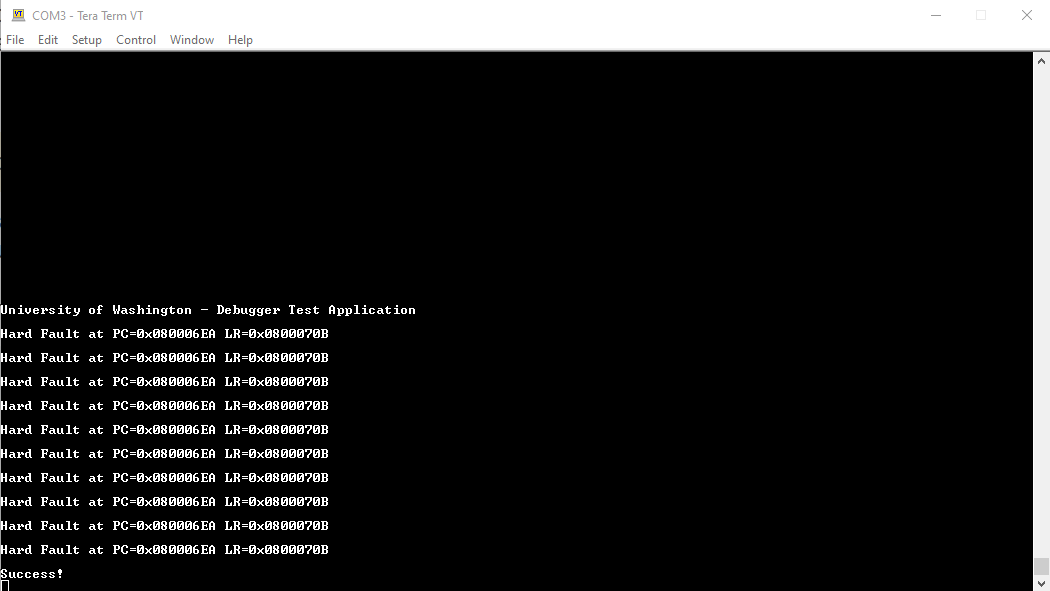 COM3 - Tera Term VT
File Edit Setup Control Window Help
University of Washington - Debugger Test Application
Hard Fault at PC=0x080006EA LR=0x0800070B
Hard Fault at PC=0x080006EA LR=0x0800070B
Hard Fault at PC=0x080006EA LR=0x0800070B
Hard Fault at PC=0x080006EA LR=0x0800070B
Hard Fault at PC=0x080006EA LR=0x0800070B
Hard Fault at PC=0x080006EA LR=0x0800070B
Hard Fault at PC=0x080006EA LR=0x0800070B
Hard Fault at PC=0x080006EA LR=0x0800070B
Hard Fault at PC=0x080006EA LR=0x0800070B
Hard Fault at PC=0x080006EA LR=0x0800070B
Success!